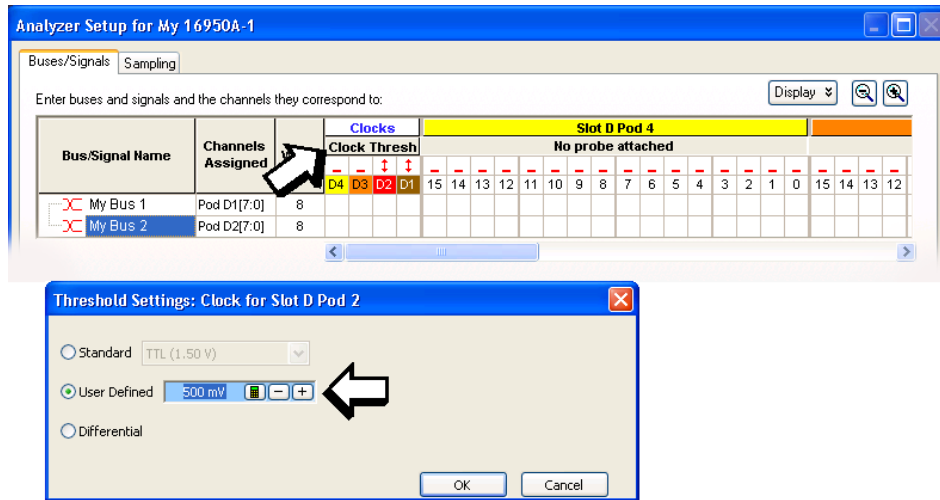 Analyzer Setup for My 16950A-1
Buses/Signals Sampling
Enter buses and signals and the channels they correspond to:
Display
Bus/Signal Name Channels Assigned Clocks Slot D Pod 4
Clock Thresh No probe attached
D4 D3 D2 D1 15 14 13 12 11 10 9 8 7 6 5 4 3 2 1 0 15 14 13 12
My Bus 1 Pod D1[7:0] 8
My Bus 2 Pod D2[7:0] 8
Threshold Settings: Clock for Slot D Pod 2
Standard TTL (1.50 V)
User Defined 500 mV
Differential
OK Cancel